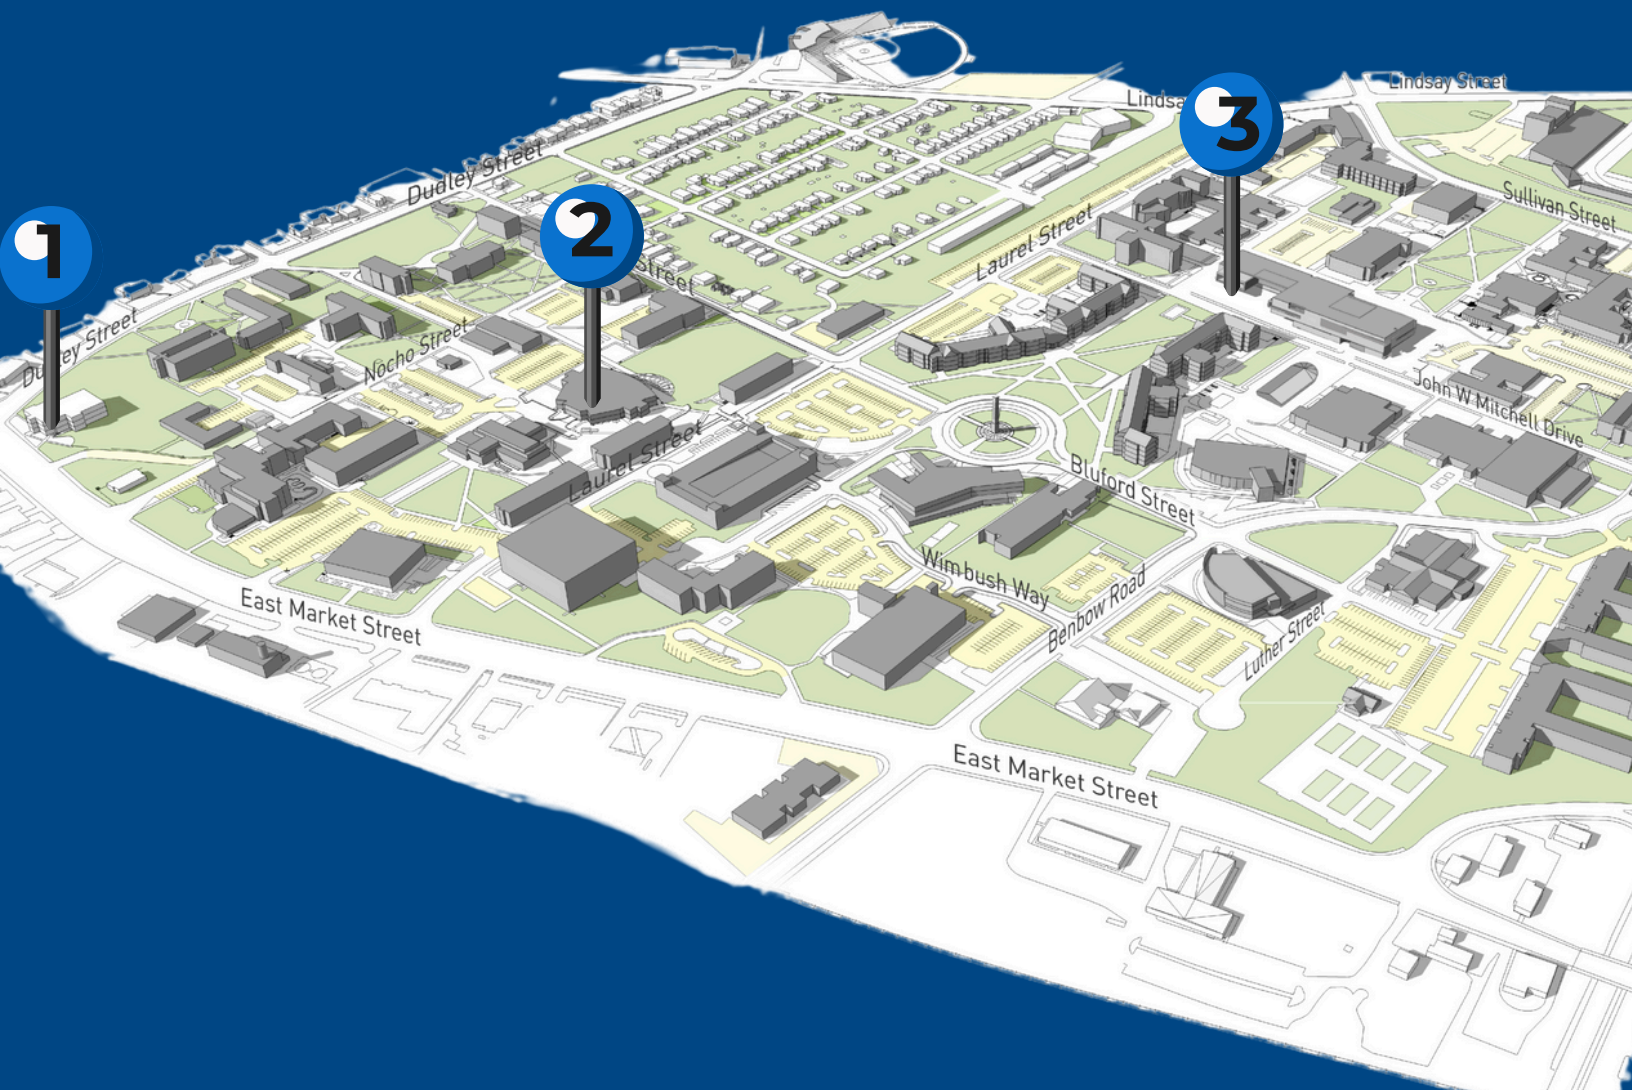 Lindsay Street
Lindsa
3
Dudley Street
Sullivan Street
1
2
Laurel Street
Street
Dudley Street
Nocho Street
John W Mitchell Drive
Laurel Street
Bluford Street
Wimbush Way
Benbow Road
East Market Street
Luther Street
East Market Street